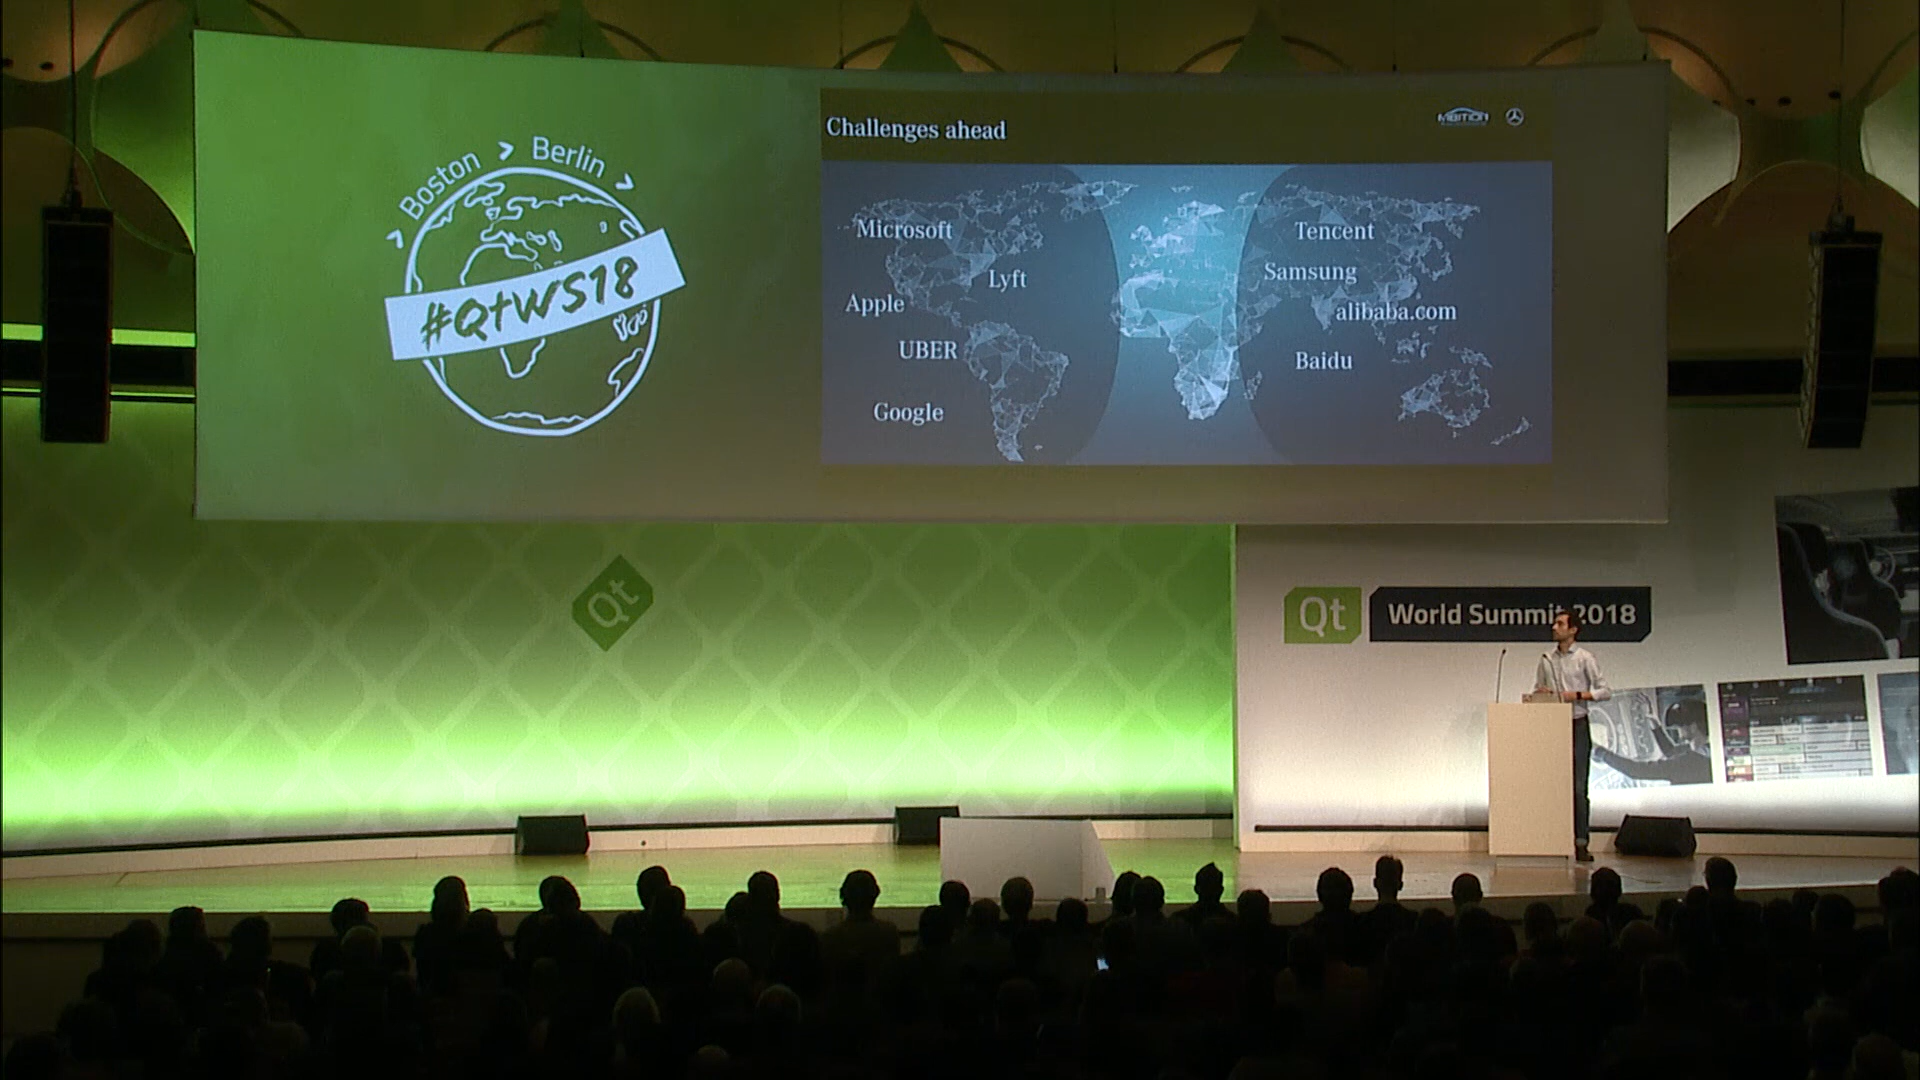 Boston > Berlin >
#QtWS18
Challenges ahead
MBITION
Microsoft
Lyft
Apple
UBER
Google
Tencent
Samsung
alibaba.com
Baidu
Qt
Qt World Summit 2018